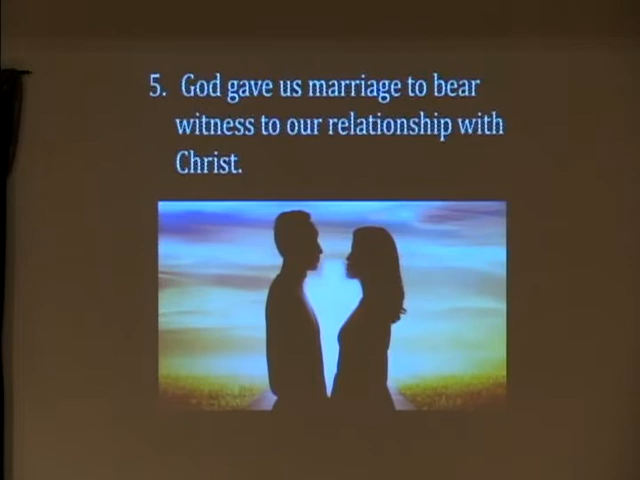 5. God gave us marriage to bear
witness to our relationship with
Christ.